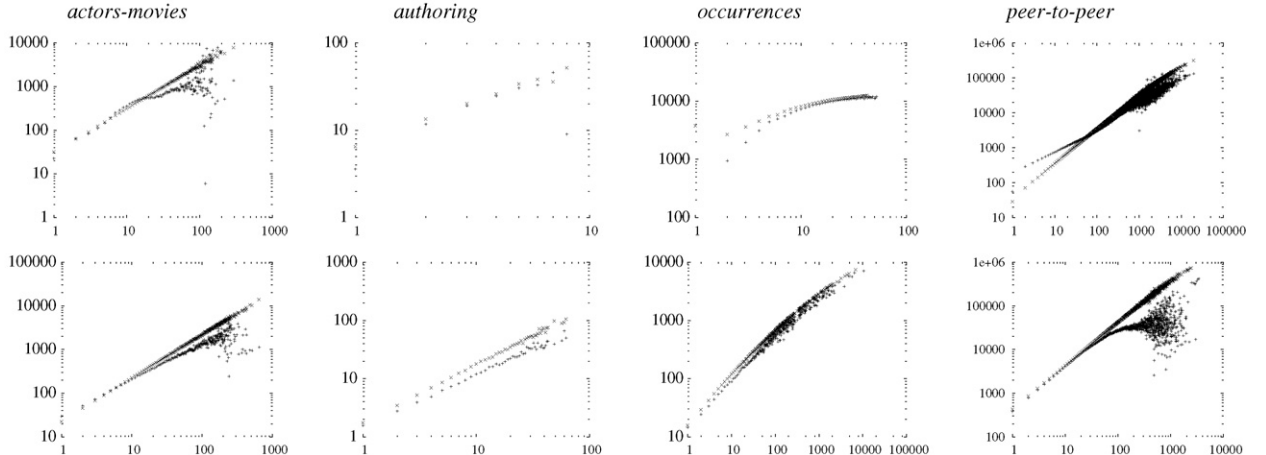 actors-movies authoring occurrences peer-to-peer
10000 100 100000 1e+06
1000 100000
10000
100 10 10000
1000
10 1000
100
1 1 100 10
1 10 100 1000 1 10 1 10 100 1 10 100 1000 10000 100000
100000 1000 10000 1e+06
10000 100 1000 100000
1000
10 100 10000
100
10 1000
10 1 1 100
1 10 100 1000 1 10 100 1 10 100 1000 10000 100000 1 10 100 1000 10000